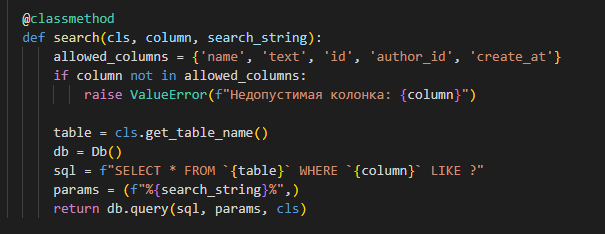 @classmethod
def search(cls, column, search_string):
    allowed_columns = {'name', 'text', 'id', 'author_id', 'create_at'}
    if column not in allowed_columns:
        raise ValueError(f"Недопустимая колонка: {column}")

    table = cls.get_table_name()
    db = Db()
    sql = f"SELECT * FROM `{table}` WHERE `{column}` LIKE ?"
    params = (f"%{search_string}%",)
    return db.query(sql, params, cls)